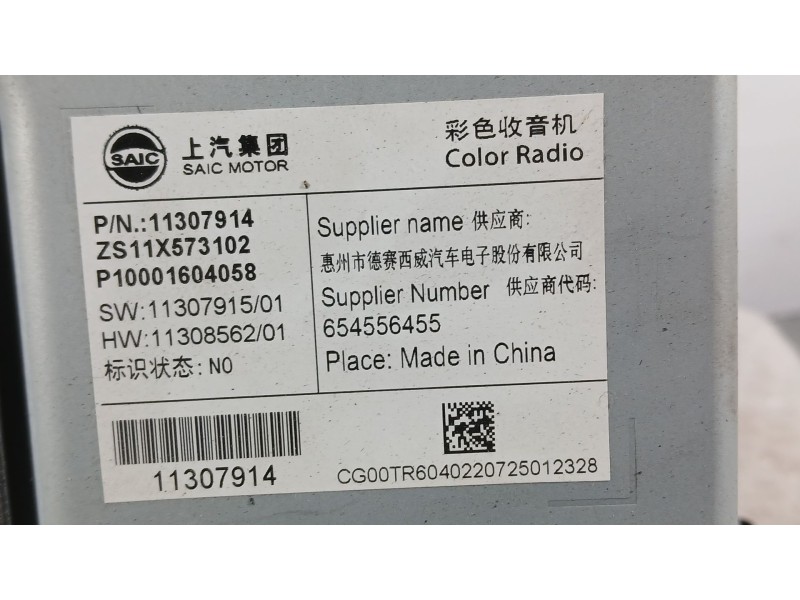 SAIC
上汽集团
SAIC MOTOR
彩色收音机
Color Radio
P/N.:11307914
ZS11X573102
P10001604058
SW:11307915/01
HW:11308562/01
标识状态: N0
Supplier name 供应商:
惠州市德赛西威汽车电子股份有限公司
Supplier Number 供应商代码:
654556455
Place: Made in China
11307914
CG00TR6040220725012328